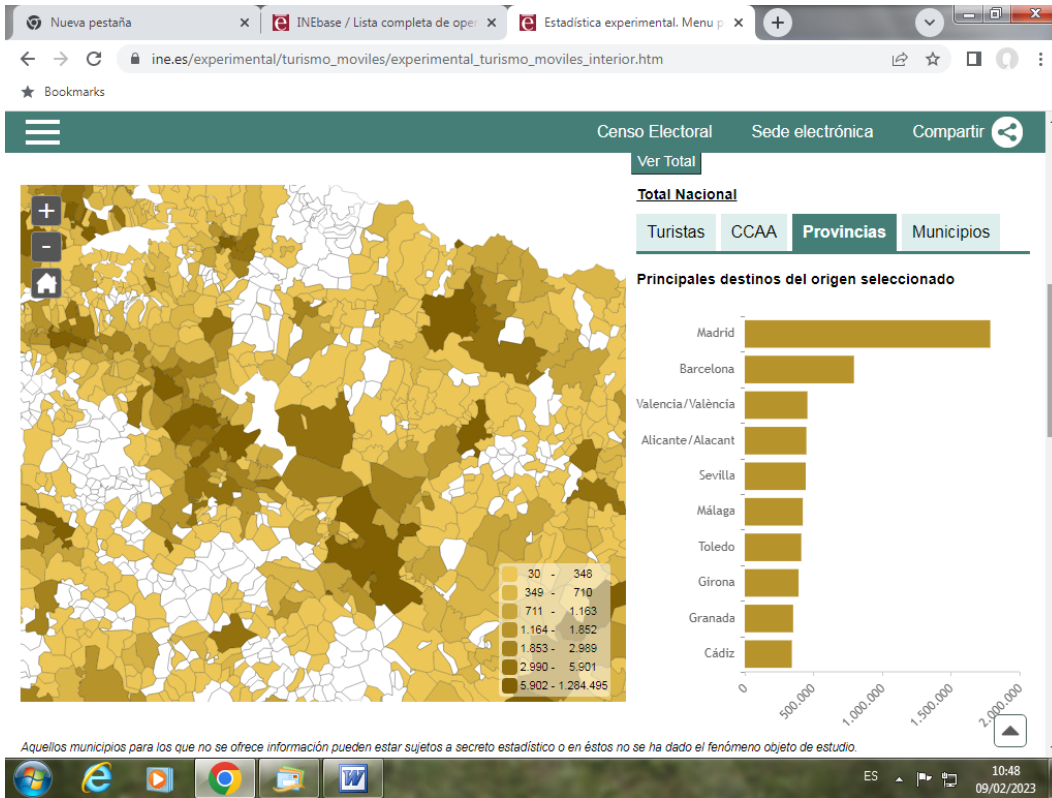 Nueva pestaña
INEbase / Lista completa de oper
Estadística experimental. Menu p
ine.es/experimental/turismo_moviles/experimental_turismo_moviles_interior.htm
Bookmarks
Censo Electoral Sede electrónica Compartir
Ver Total
Total Nacional
Turistas CCAA Provincias Municipios
Principales destinos del origen seleccionado
Madrid
Barcelona
Valencia/València
Alicante/Alacant
Sevilla
Málaga
Toledo
Girona
Granada
Cádiz
0 500.000 1.000.000 1.500.000 2.000.000
30 - 348
349 - 710
711 - 1.163
1.164 - 1.852
1.853 - 2.989
2.990 - 5.901
5.902 - 1.284.495
Aquellos municipios para los que no se ofrece información pueden estar sujetos a secreto estadístico o en éstos no se ha dado el fenómeno objeto de estudio.
ES 10:48
09/02/2023